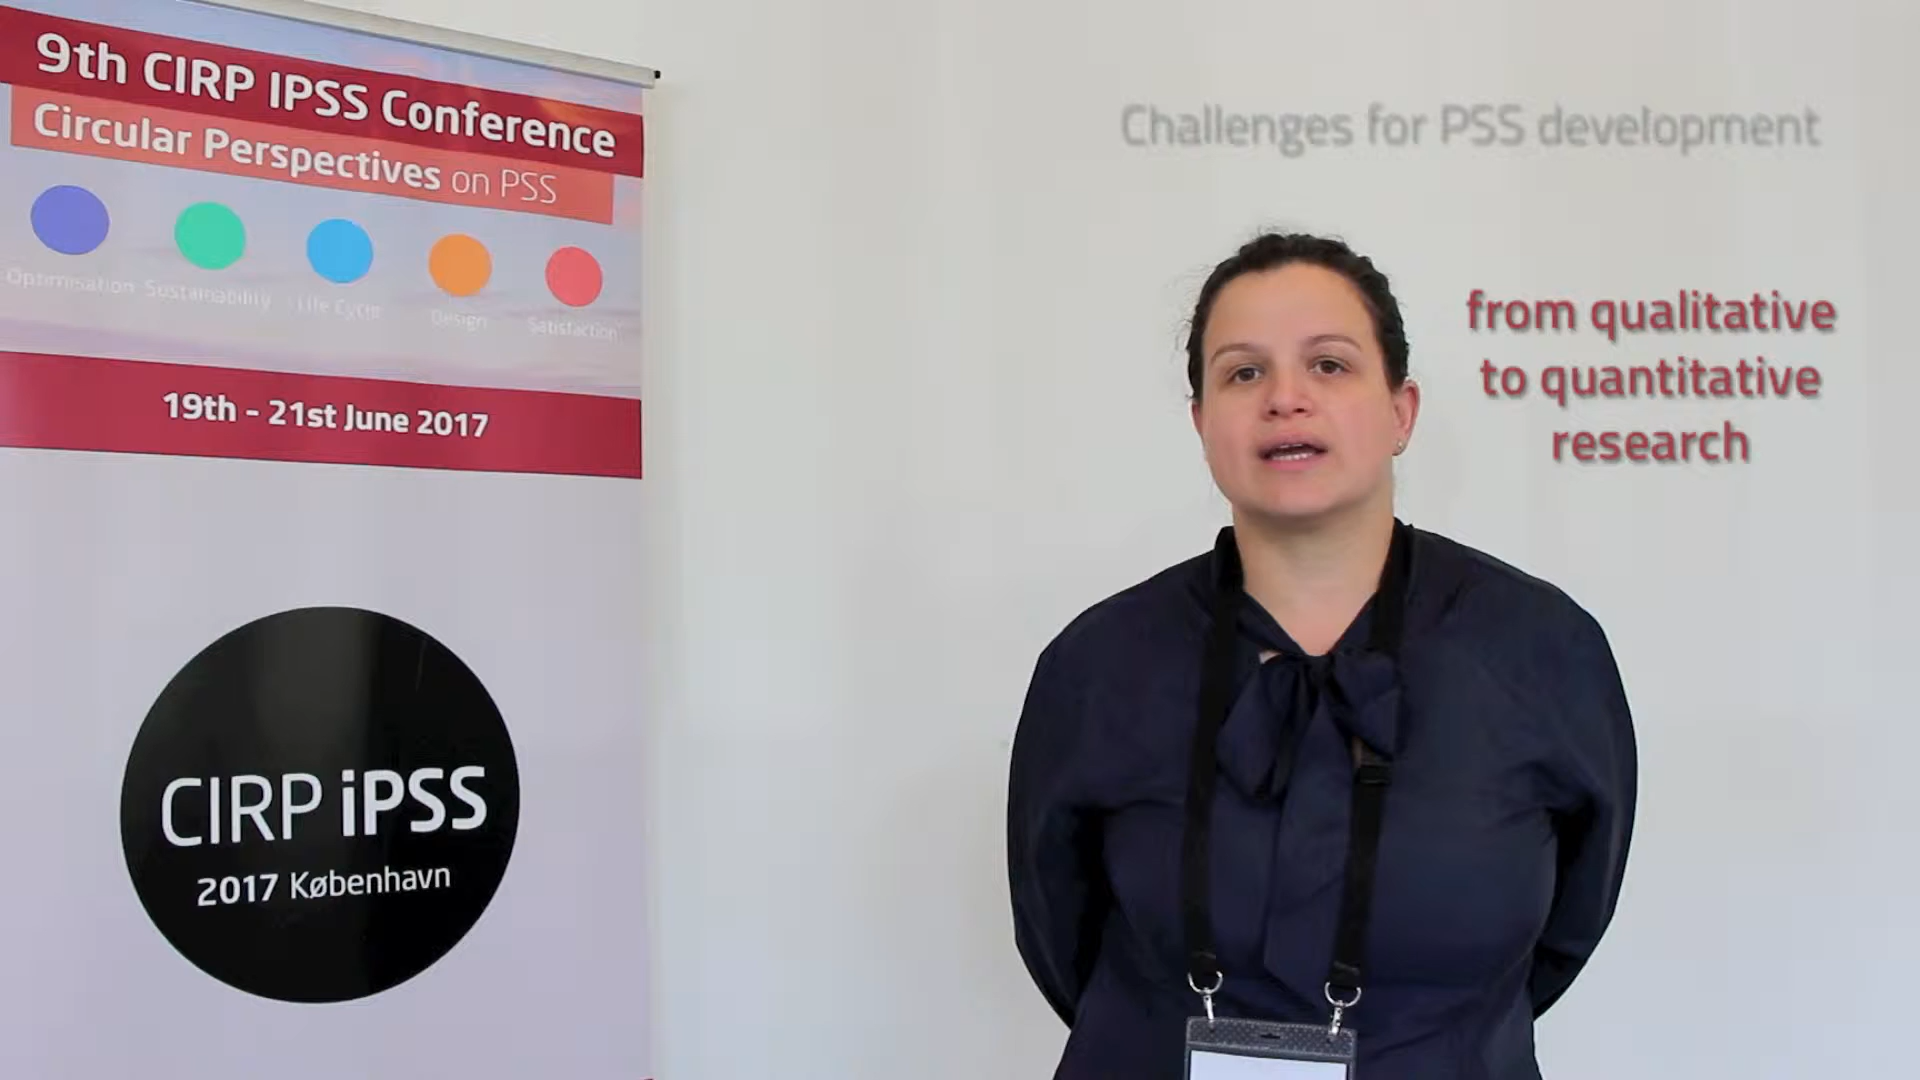 9th CIRP IPSS Conference
Circular Perspectives on PSS
Optimisation Sustainability Life Cycle Design Satisfaction
19th - 21st June 2017
CIRP iPSS
2017 København
Challenges for PSS development
from qualitative
to quantitative
research